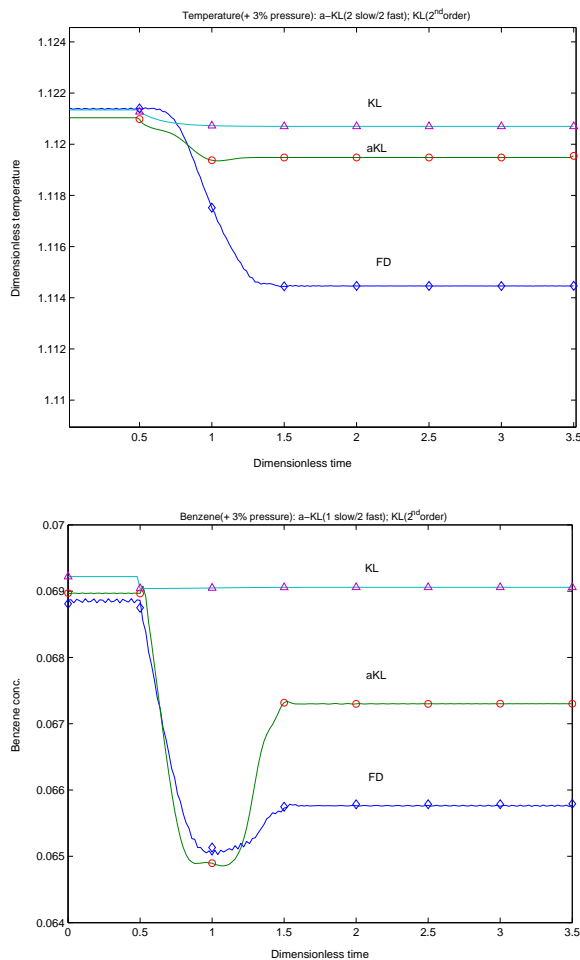 Temperature(+ 3% pressure): a−KL(2 slow/2 fast); KL(2ndorder)
1.124
1.122
1.12
1.118
1.116
1.114
1.112
1.11
Dimensionless temperature
KL
aKL
FD
0.5 1 1.5 2 2.5 3 3.5
Dimensionless time
Benzene(+ 3% pressure): a−KL(1 slow/2 fast); KL(2ndorder)
0.07
0.069
0.068
0.067
0.066
0.065
0.064
Benzene conc.
KL
aKL
FD
0 0.5 1 1.5 2 2.5 3 3.5
Dimensionless time